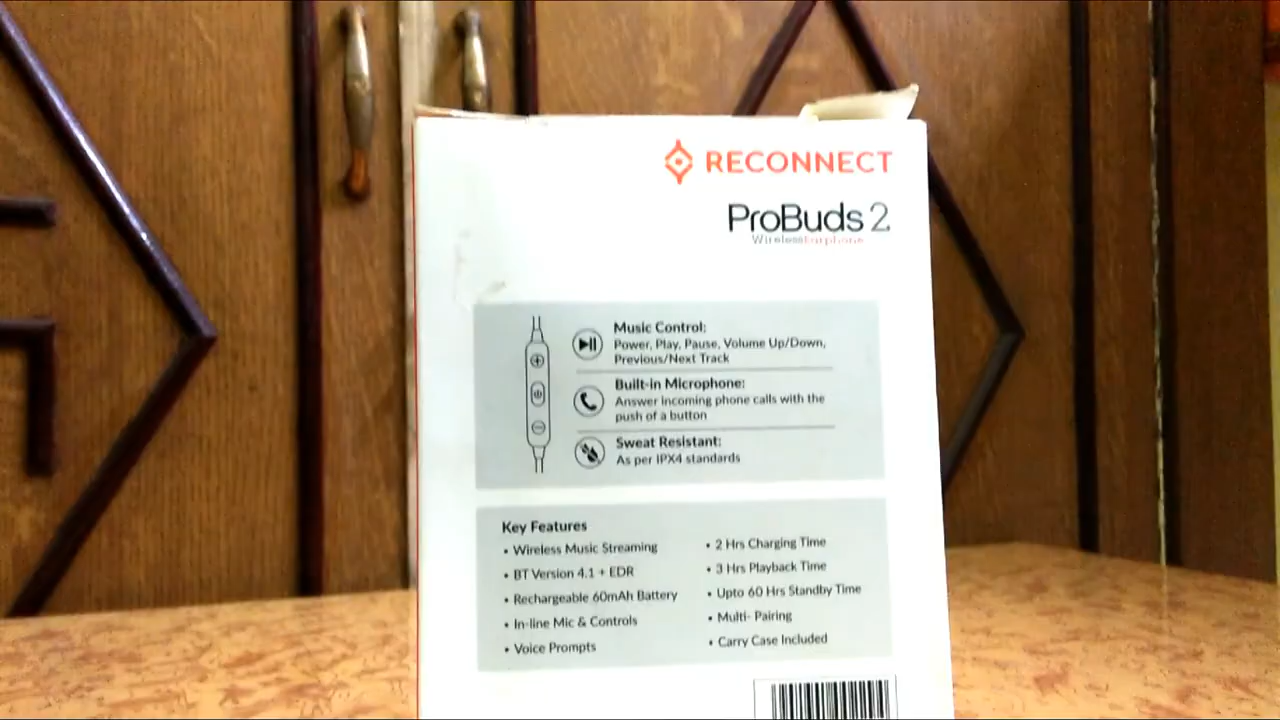 RECONNECT
ProBuds 2
WirelessEarphone
Music Control:
Power, Play, Pause, Volume Up/Down,
Previous/Next Track
Built-in Microphone:
Answer incoming phone calls with the
push of a button
Sweat Resistant:
As per IPX4 standards
Key Features
• Wireless Music Streaming
• BT Version 4.1 + EDR
• Rechargeable 60mAh Battery
• In-line Mic & Controls
• Voice Prompts
• 2 Hrs Charging Time
• 3 Hrs Playback Time
• Upto 60 Hrs Standby Time
• Multi- Pairing
• Carry Case Included